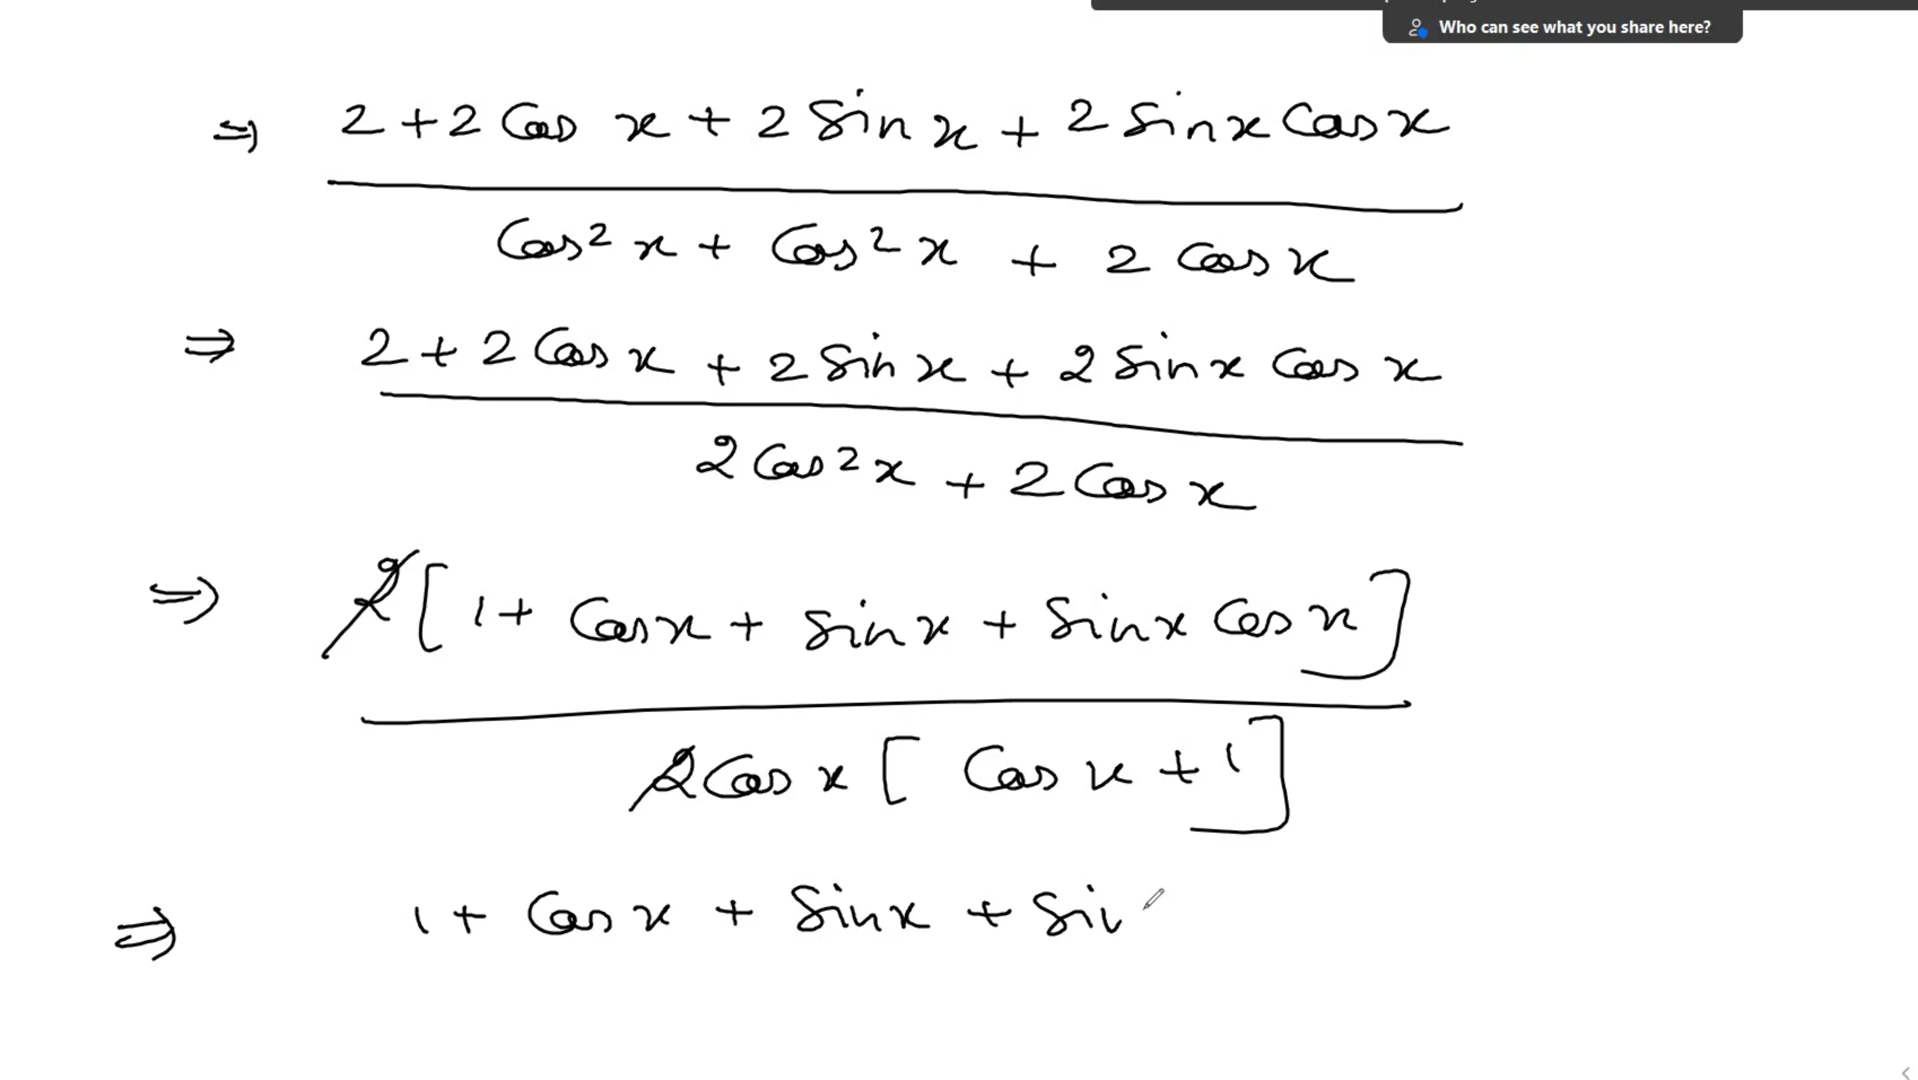 Who can see what you share here?
⇒ 2 + 2 Cos x + 2 Sin x + 2 Sin x Cos x
Cos² x + Cos² x + 2 Cos x
⇒ 2 + 2 Cos x + 2 Sin x + 2 Sin x Cos x
2 Cos² x + 2 Cos x
⇒ 2 [ 1 + Cos x + Sin x + Sin x Cos x ]
2 Cos x [ Cos x + 1 ]
⇒ 1 + Cos x + Sin x + Sin